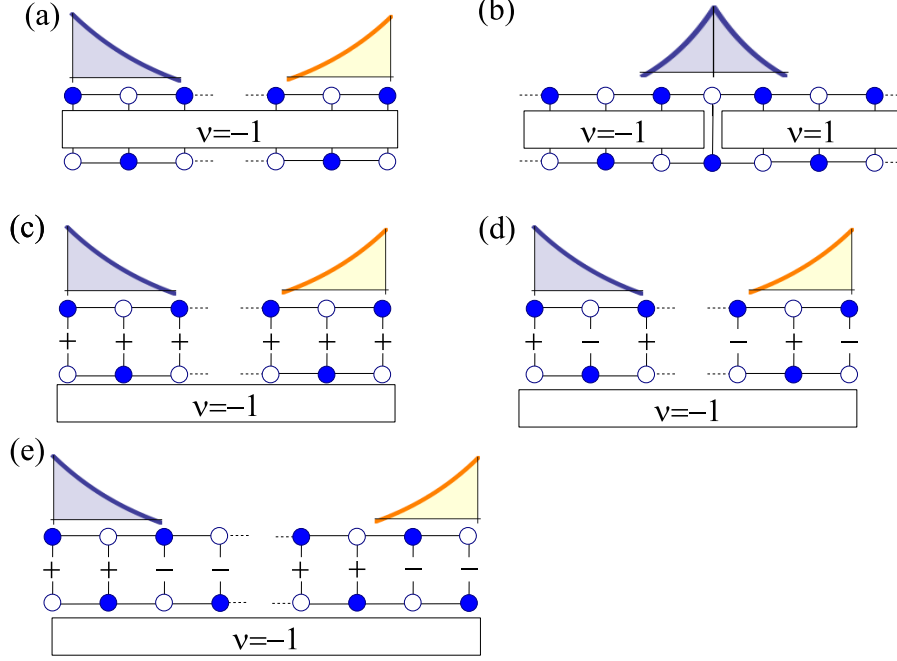 (a)
(b)
ν=−1
ν=−1 ν=1
(c)
(d)
+ + + + + +
+ − + − + −
ν=−1
ν=−1
(e)
+ + − − + + − −
ν=−1